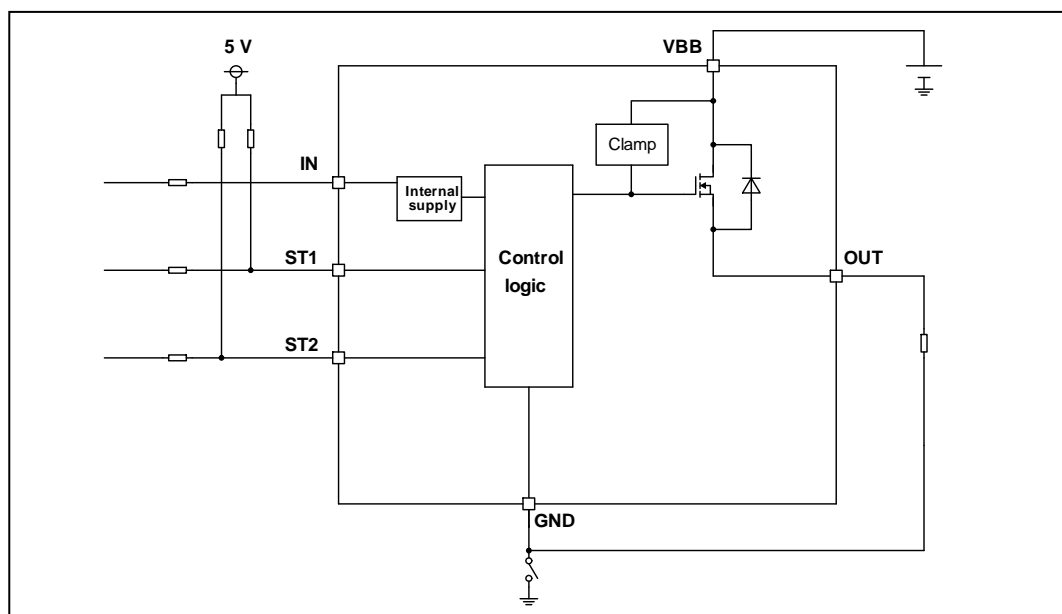 5 V
VBB
Clamp
IN
Internal
supply
Control
logic
ST1
OUT
ST2
GND